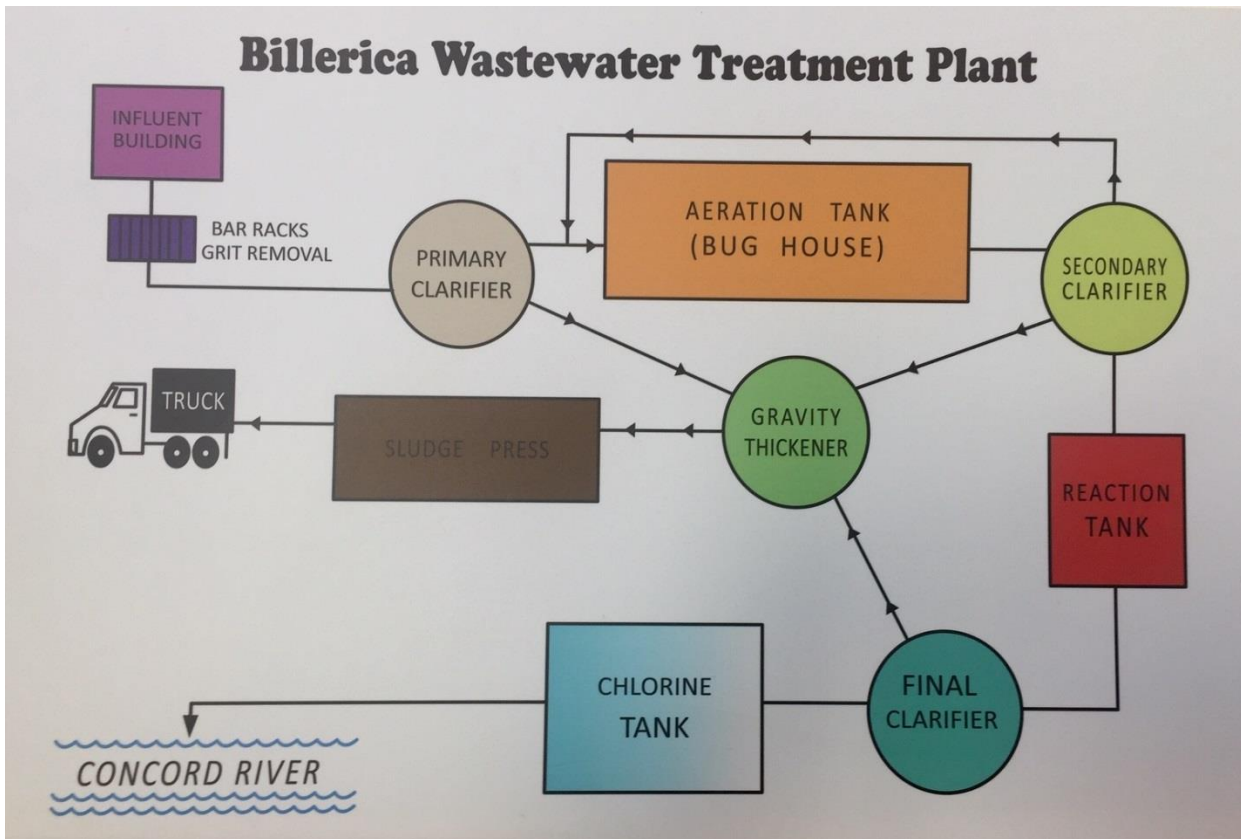 Billerica Wastewater Treatment Plant
INFLUENT
BUILDING
BAR RACKS
GRIT REMOVAL
PRIMARY
CLARIFIER
AERATION TANK
(BUG HOUSE)
SECONDARY
CLARIFIER
TRUCK
SLUDGE PRESS
GRAVITY
THICKENER
REACTION
TANK
CHLORINE
TANK
FINAL
CLARIFIER
CONCORD RIVER